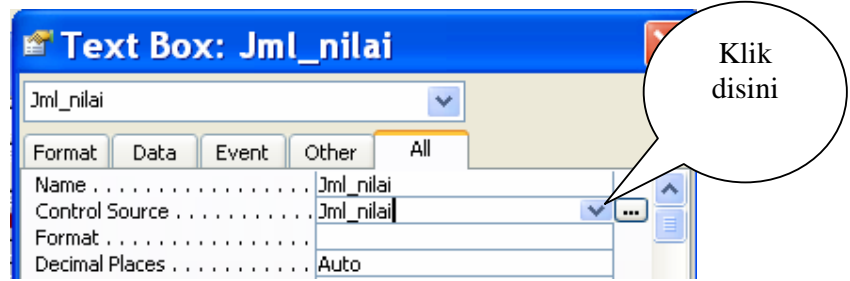 Text Box: Jml_nilai
Klik
disini
Jml_nilai
Format Data Event Other All
Name . . . . . . . . . . . . . . . . . . Jml_nilai
Control Source . . . . . . . . . . . Jml_nilai ...
Format . . . . . . . . . . . . . . . . .
Decimal Places . . . . . . . . . . . Auto